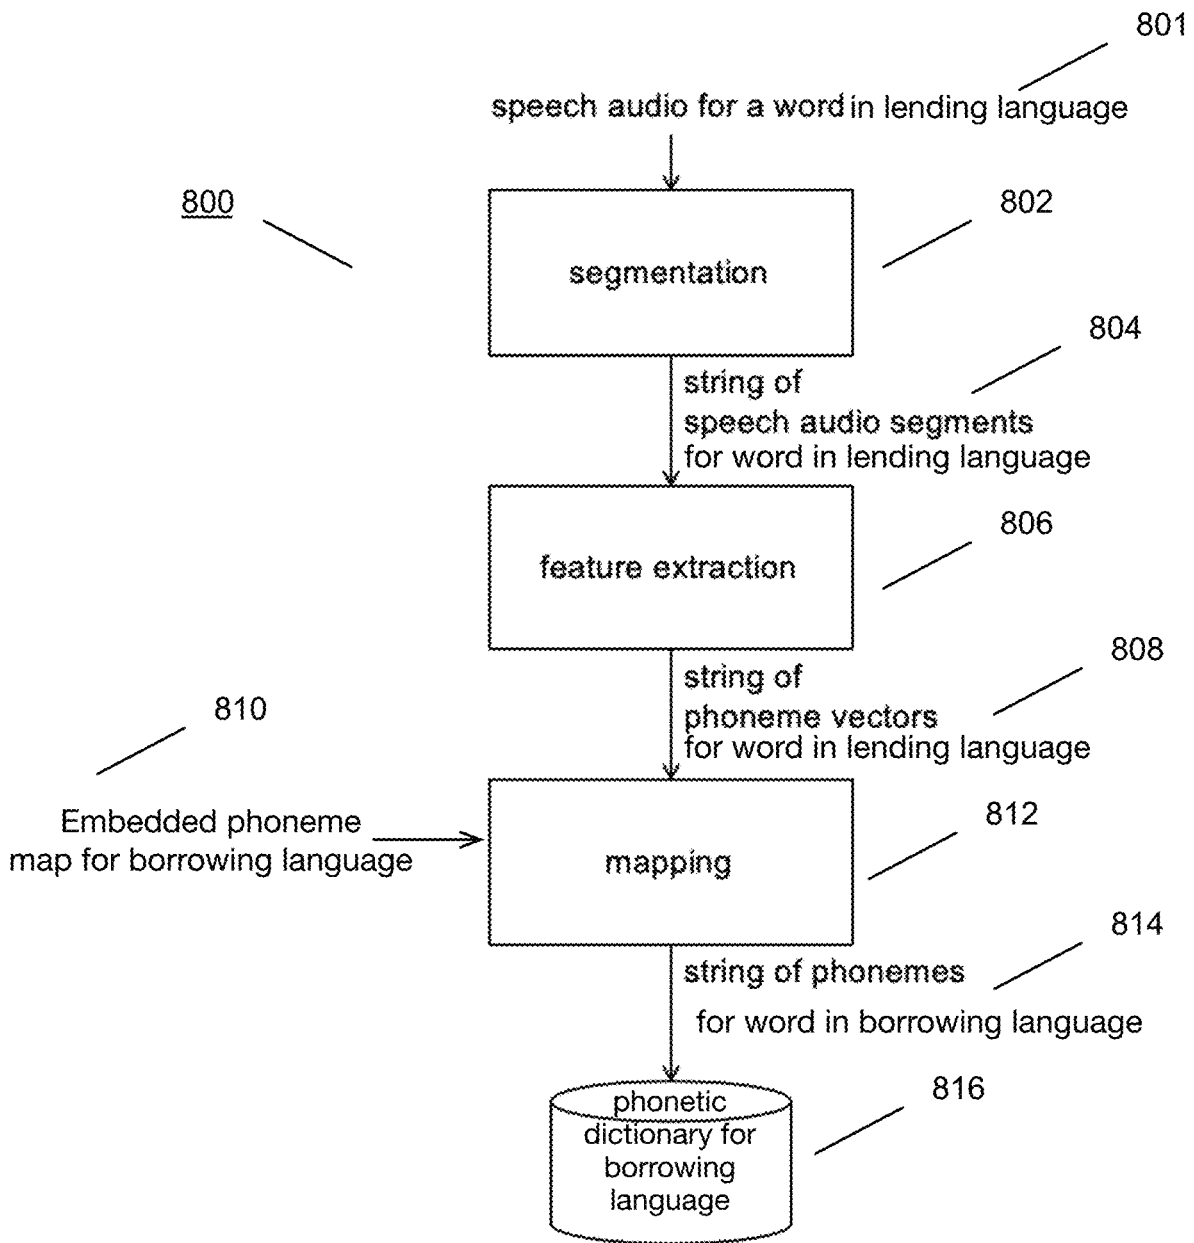 801
speech audio for a word in lending language
800
802
segmentation
804
string of
speech audio segments
for word in lending language
806
feature extraction
808
string of
phoneme vectors
for word in lending language
810
Embedded phoneme
map for borrowing language
812
mapping
814
string of phonemes
for word in borrowing language
816
phonetic
dictionary for
borrowing
language